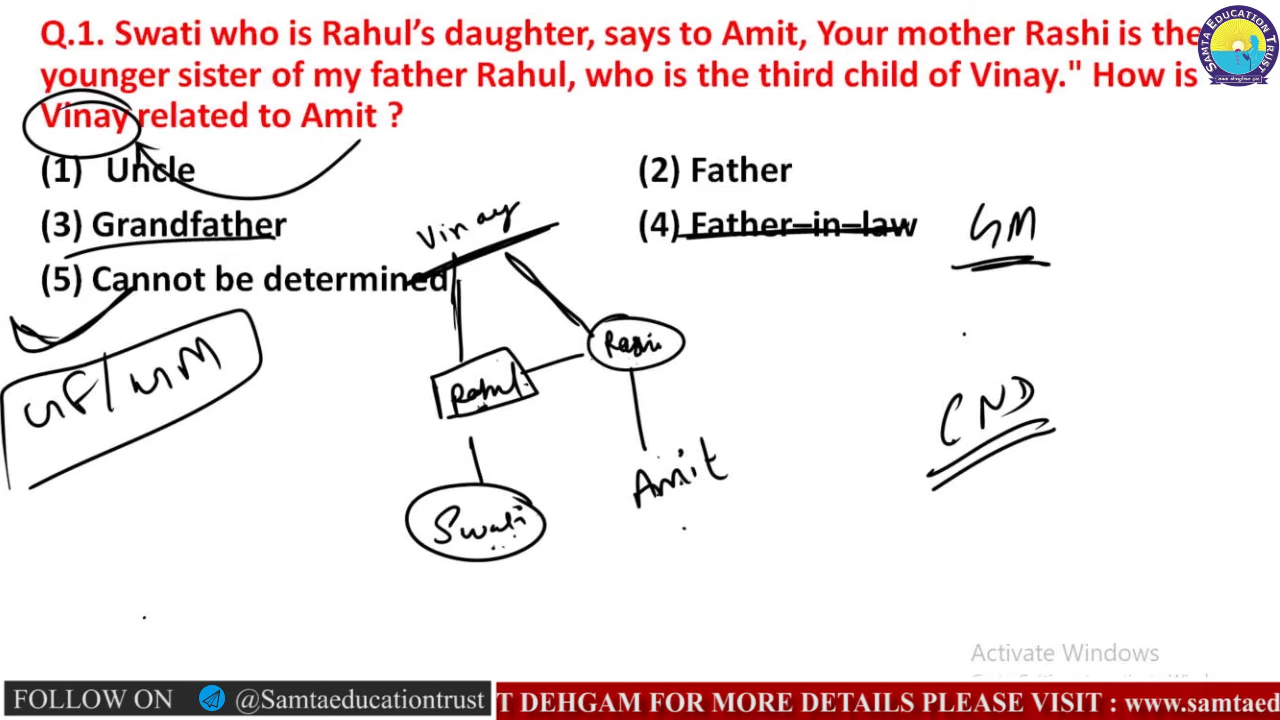 Q.1. Swati who is Rahul's daughter, says to Amit, Your mother Rashi is the
younger sister of my father Rahul, who is the third child of Vinay." How is
Vinay related to Amit ?
(1) Uncle
(2) Father
(3) Grandfather
(4) Father–in–law
(5) Cannot be determined
Vinay
GM
Rashi
Rahul
CND
Amit
Swati
SAMTA EDUCATION TRUST
Activate Windows
FOLLOW ON @Samtaeducationtrust
T DEHGAM FOR MORE DETAILS PLEASE VISIT : www.samtaed